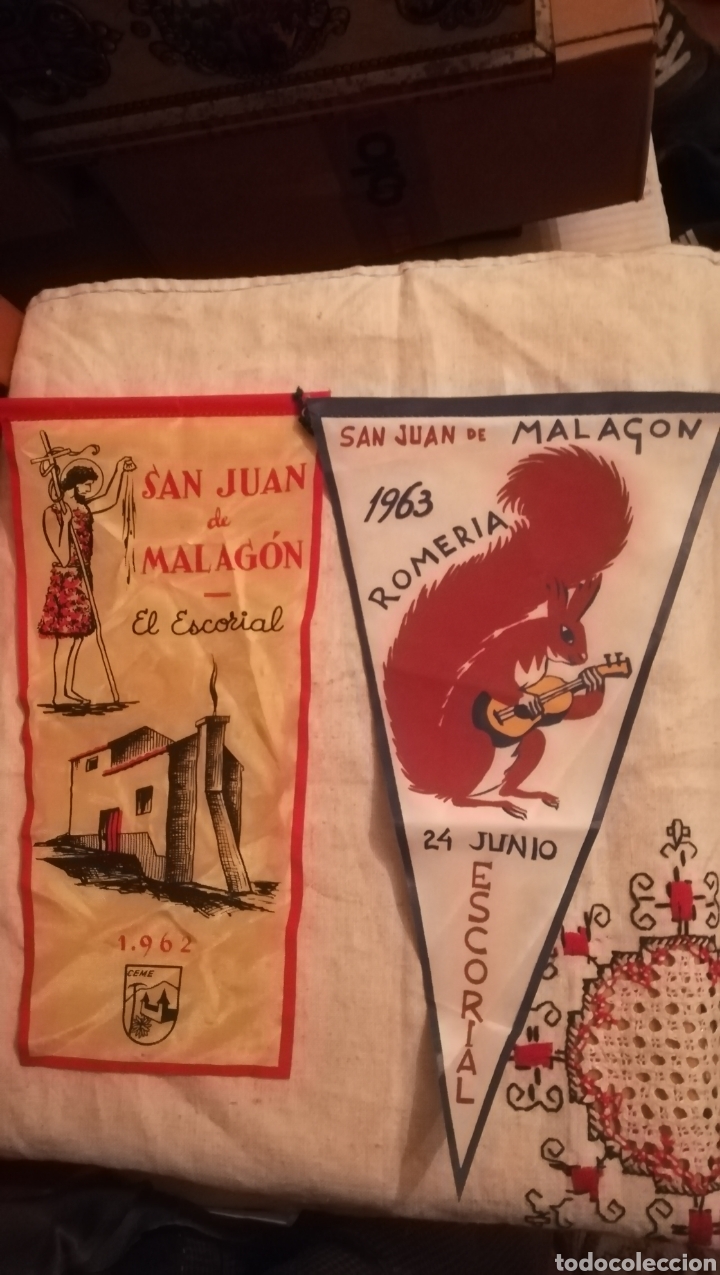 SAN JUAN
de
MALAGÓN
El Escorial
1.962
CEME
SAN JUAN DE MALAGON
1963
ROMERIA
24 JUNIO
ESCORIAL
todocoleccion